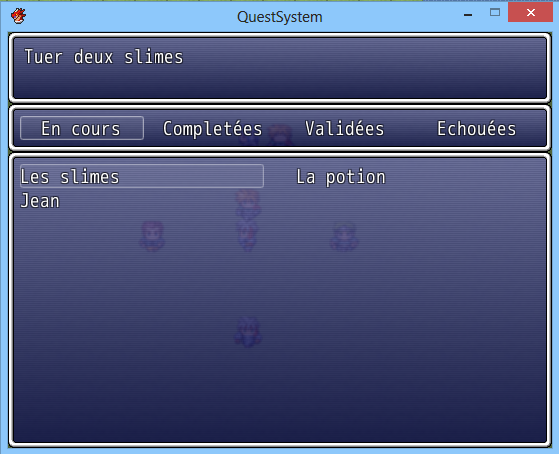 QuestSystem
Tuer deux slimes
En cours Completées Validées Echouées
Les slimes La potion
Jean